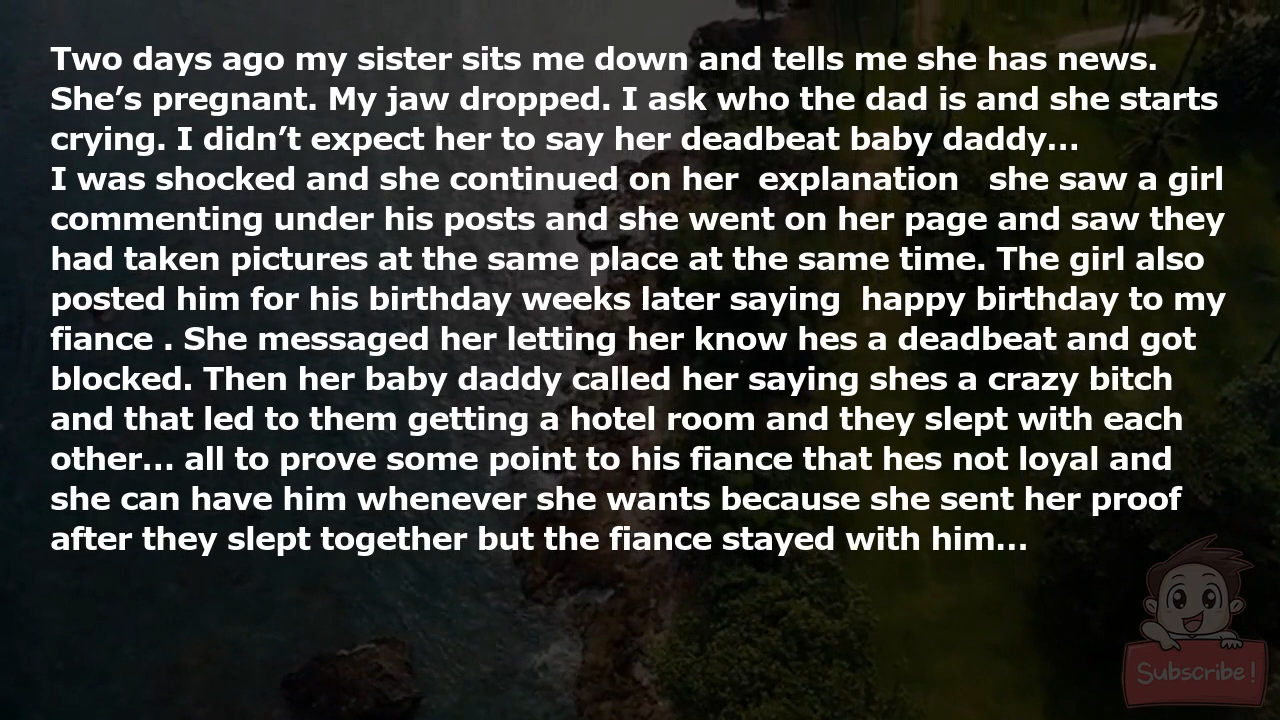 Two days ago my sister sits me down and tells me she has news.
She’s pregnant. My jaw dropped. I ask who the dad is and she starts
crying. I didn’t expect her to say her deadbeat baby daddy…
I was shocked and she continued on her  explanation   she saw a girl
commenting under his posts and she went on her page and saw they
had taken pictures at the same place at the same time. The girl also
posted him for his birthday weeks later saying  happy birthday to my
fiance . She messaged her letting her know hes a deadbeat and got
blocked. Then her baby daddy called her saying shes a crazy bitch
and that led to them getting a hotel room and they slept with each
other… all to prove some point to his fiance that hes not loyal and
she can have him whenever she wants because she sent her proof
after they slept together but the fiance stayed with him…
Subscribe!